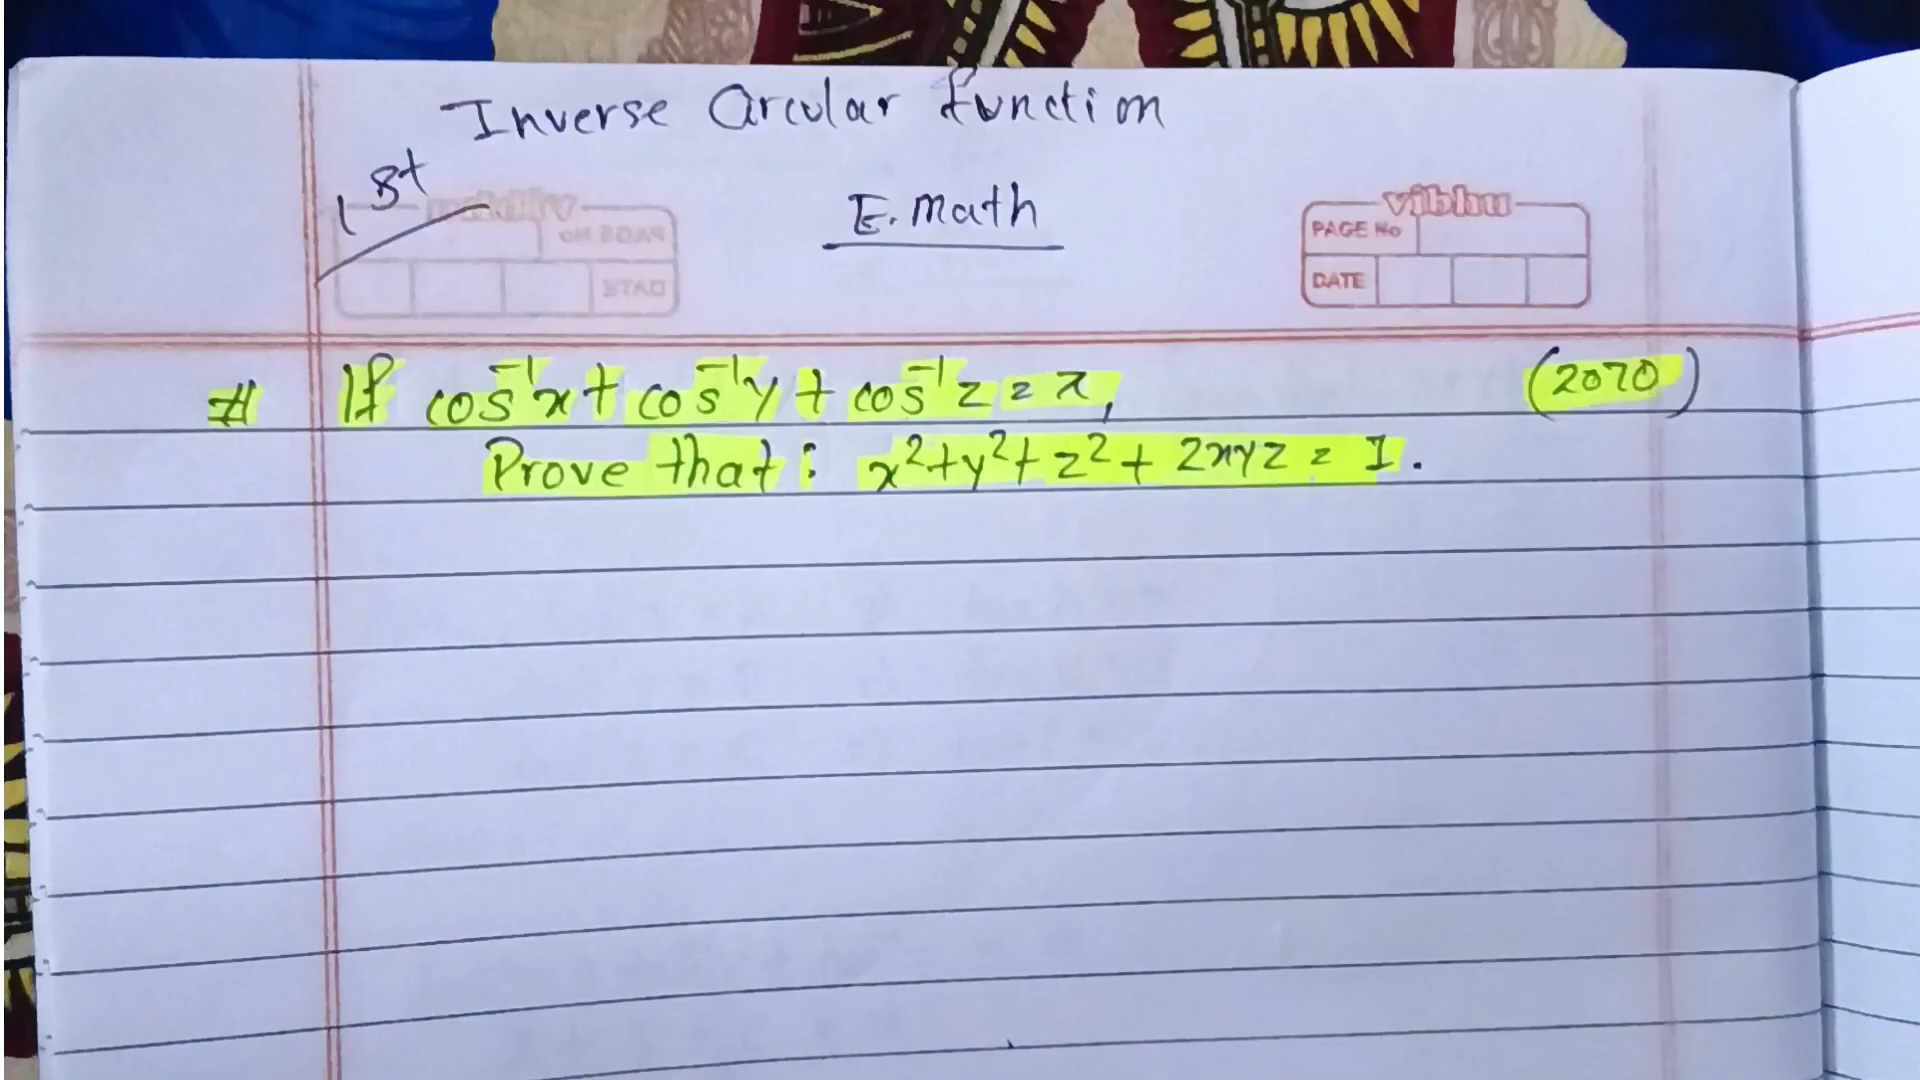 Inverse Circular function
1st
E. Math
vibhu
PAGE No
DATE
# If cos⁻¹x + cos⁻¹y + cos⁻¹z = π, (2070)
Prove that: x² + y² + z² + 2xyz = 1.